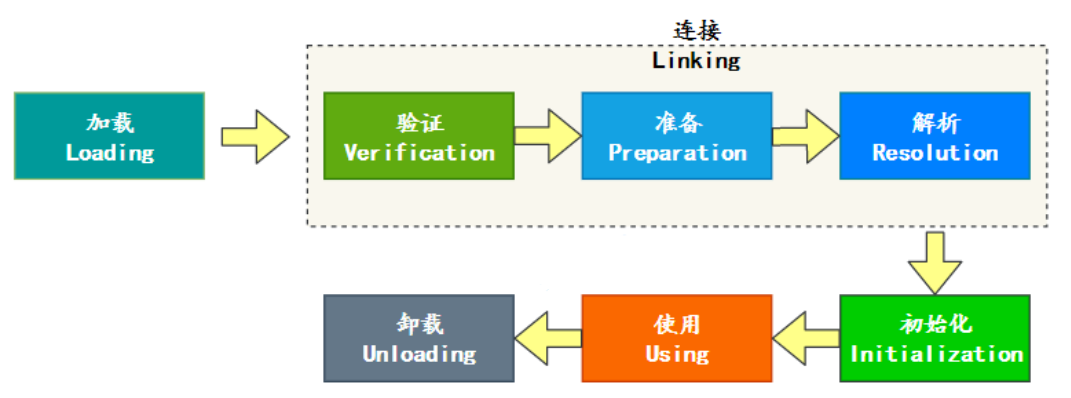 连接
Linking
加载
Loading
验证
Verification
准备
Preparation
解析
Resolution
卸载
Unloading
使用
Using
初始化
Initialization